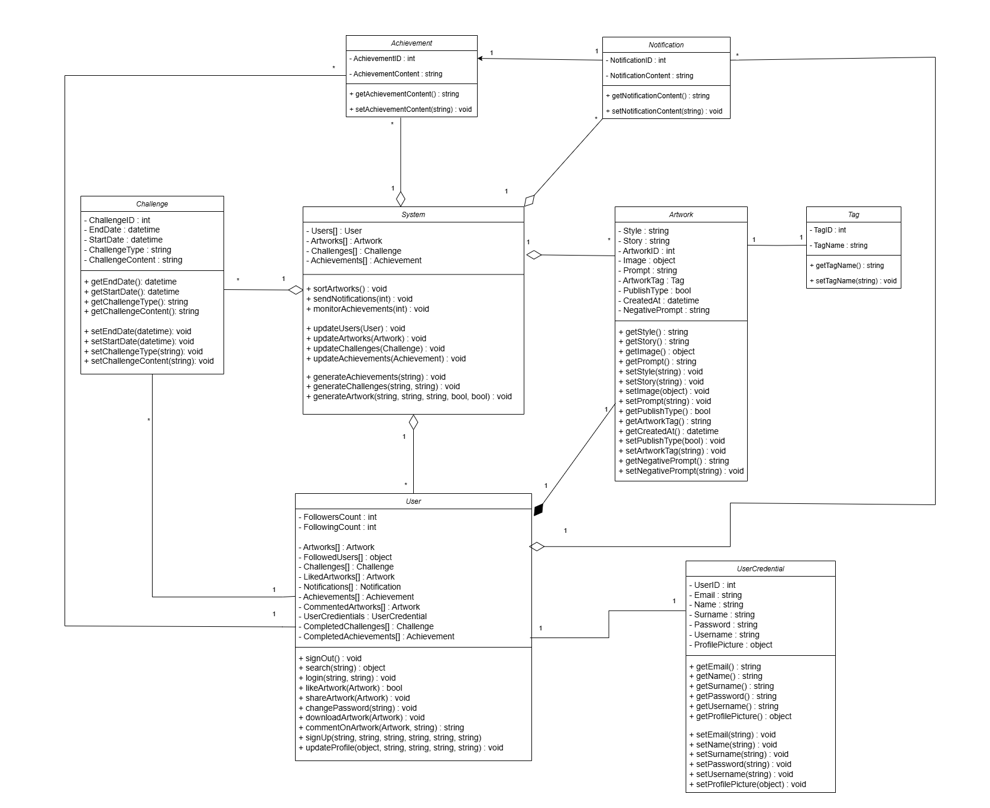 Achievement
- AchievementID : int
- AchievementContent : string
+ getAchievementContent() : string
+ setAchievementContent(string) : void
Notification
- NotificationID : int
- NotificationContent : string
+ getNotificationContent() : string
+ setNotificationContent(string) : void
1
1
*
*
*
*
1
1
Challenge
- ChallengeID : int
- EndDate : datetime
- StartDate : datetime
- ChallengeType : string
- ChallengeContent : string
+ getEndDate(): datetime
+ getStartDate(): datetime
+ getChallengeType(): string
+ getChallengeContent(): string
+ setEndDate(datetime): void
+ setStartDate(datetime): void
+ setChallengeType(string): void
+ setChallengeContent(string): void
*
1
System
- Users[] : User
- Artworks[] : Artwork
- Challenges[] : Challenge
- Achievements[] : Achievement
+ sortArtworks() : void
+ sendNotifications(int) : void
+ monitorAchievements(int) : void
+ updateUsers(User) : void
+ updateArtworks(Artwork) : void
+ updateChallenges(Challenge) : void
+ updateAchievements(Achievement) : void
+ generateAchievements(string) : void
+ generateChallenges(string, string) : void
+ generateArtwork(string, string, string, bool, bool) : void
1
*
Artwork
- Style : string
- Story : string
- ArtworkID : int
- Image : object
- Prompt : string
- ArtworkTag : Tag
- PublishType : bool
- CreatedAt : datetime
- NegativePrompt : string
+ getStyle() : string
+ getStory() : string
+ getImage() : object
+ getPrompt() : string
+ setStyle(string) : void
+ setStory(string) : void
+ setImage(object) : void
+ setPrompt(string) : void
+ getPublishType() : bool
+ getArtworkTag() : string
+ getCreatedAt() : datetime
+ setPublishType(bool) : void
+ setArtworkTag(string) : void
+ getNegativePrompt() : string
+ setNegativePrompt(string) : void
1
1
Tag
- TagID : int
- TagName : string
+ getTagName() : string
+ setTagName(string) : void
*
1
1
*
1
1
User
- FollowersCount : int
- FollowingCount : int
- Artworks[] : Artwork
- FollowedUsers[] : object
- Challenges[] : Challenge
- LikedArtworks[] : Artwork
- Notifications[] : Notification
- Achievements[] : Achievement
- CommentedArtworks[] : Artwork
- UserCredientials : UserCredential
- CompletedChallenges[] : Challenge
- CompletedAchievements[] : Achievement
+ signOut() : void
+ search(string) : object
+ login(string, string) : void
+ likeArtwork(Artwork) : bool
+ shareArtwork(Artwork) : void
+ changePassword(string) : void
+ downloadArtwork(Artwork) : void
+ commentOnArtwork(Artwork, string) : string
+ signUp(string, string, string, string, string)
+ updateProfile(object, string, string, string, string) : void
1
1
1
1
UserCredential
- UserID : int
- Email : string
- Name : string
- Surname : string
- Password : string
- Username : string
- ProfilePicture : object
+ getEmail() : string
+ getName() : string
+ getSurname() : string
+ getPassword() : string
+ getUsername() : string
+ getProfilePicture() : object
+ setEmail(string) : void
+ setName(string) : void
+ setSurname(string) : void
+ setPassword(string) : void
+ setUsername(string) : void
+ setProfilePicture(object) : void